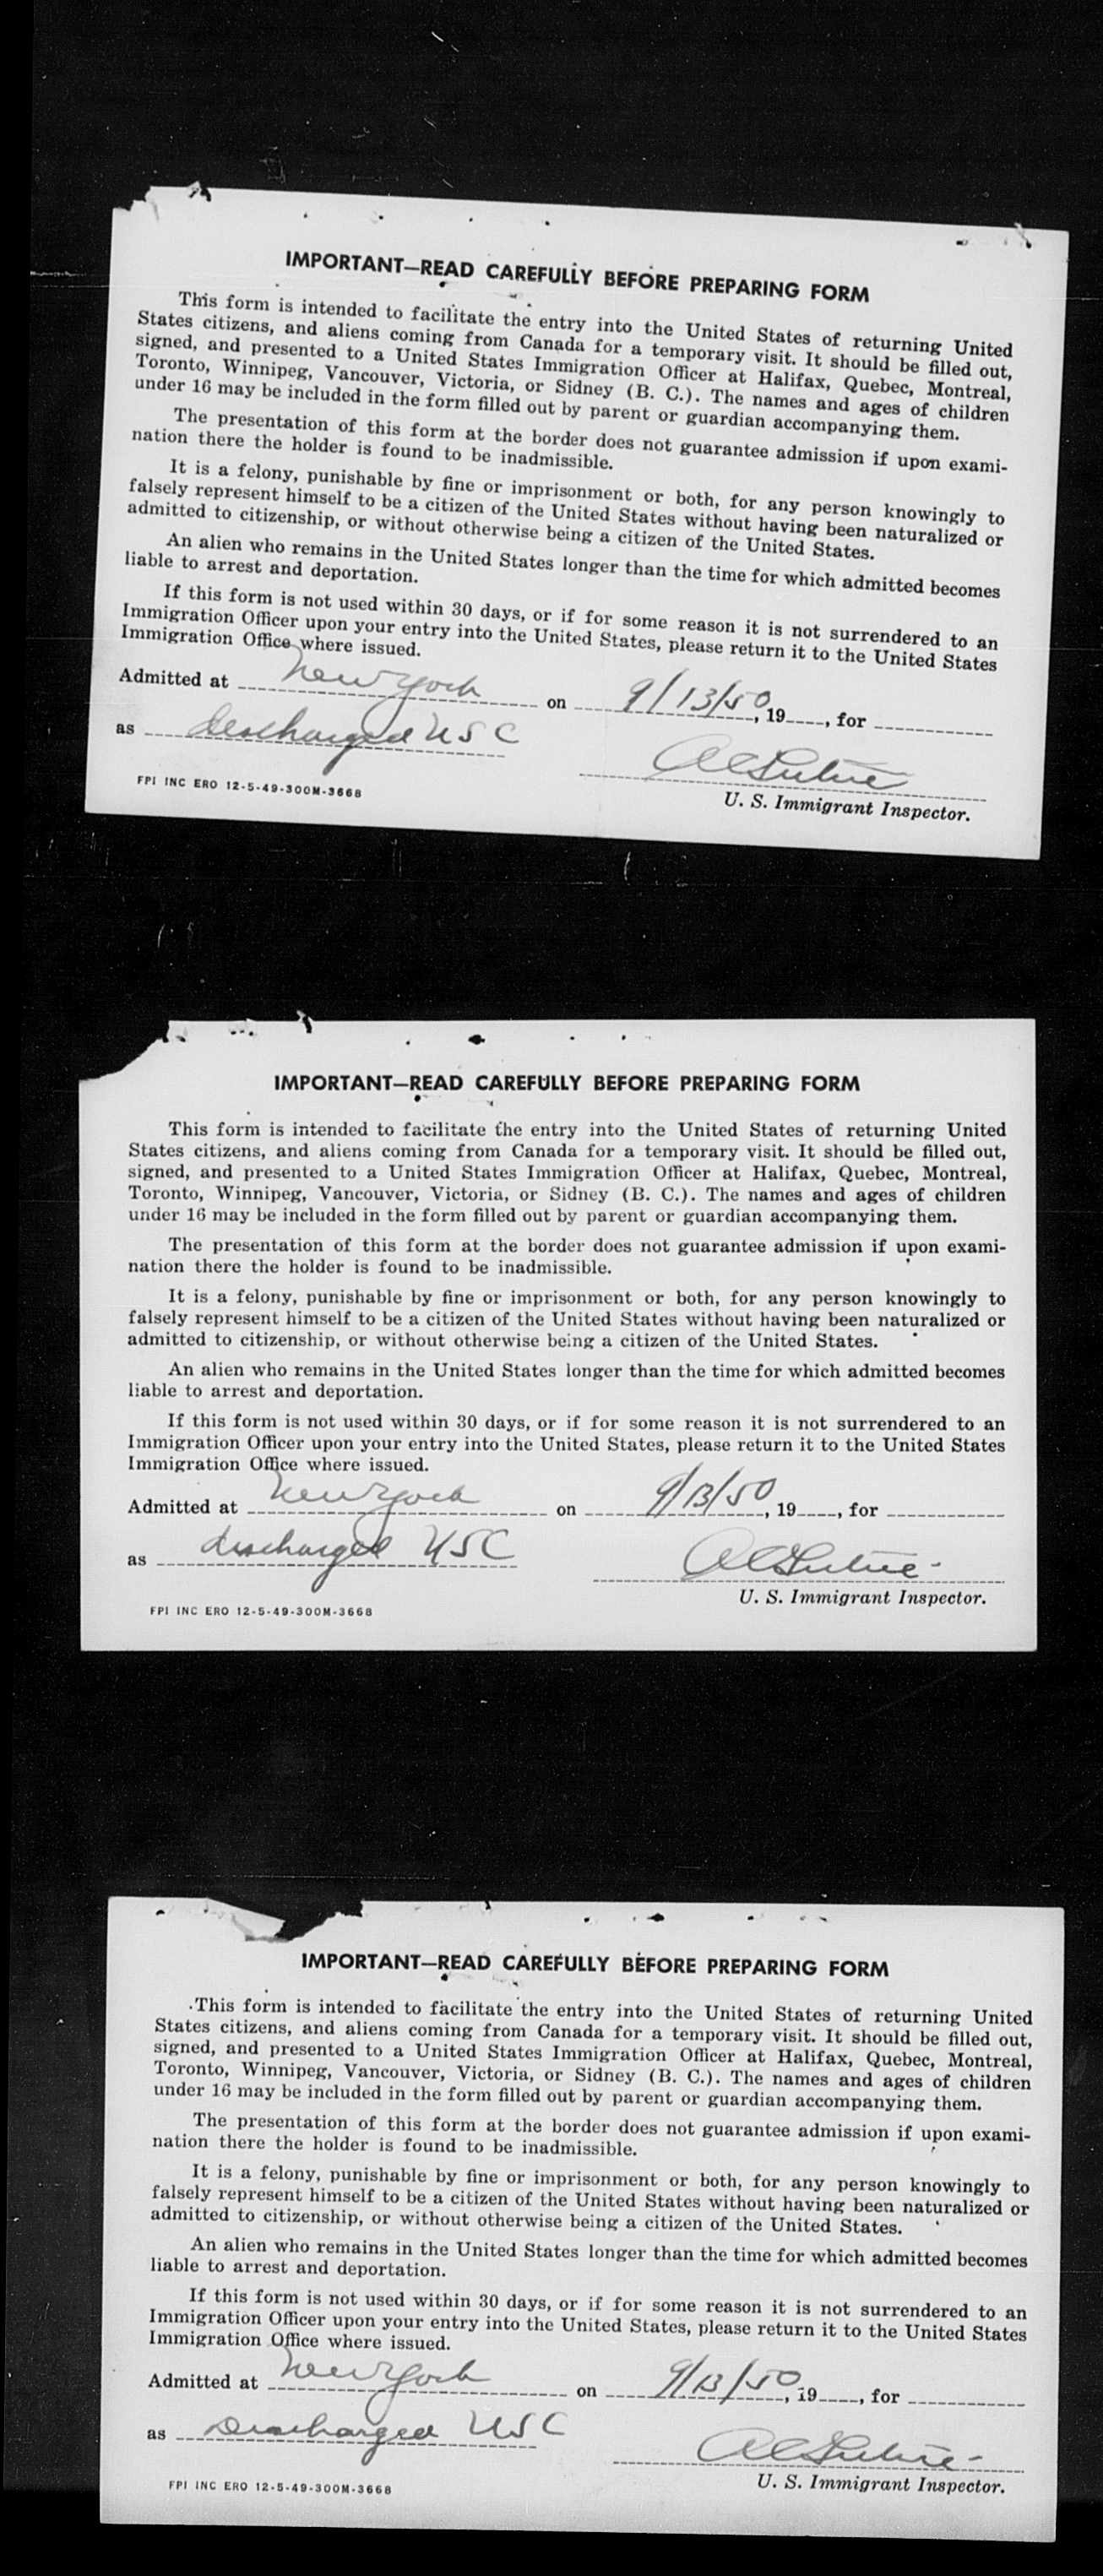 IMPORTANT—READ CAREFULLY BEFORE PREPARING FORM
This form is intended to facilitate the entry into the United States of returning United
States citizens, and aliens coming from Canada for a temporary visit. It should be filled out,
signed, and presented to a United States Immigration Officer at Halifax, Quebec, Montreal,
Toronto, Winnipeg, Vancouver, Victoria, or Sidney (B. C.). The names and ages of children
under 16 may be included in the form filled out by parent or guardian accompanying them.
The presentation of this form at the border does not guarantee admission if upon exami-
nation there the holder is found to be inadmissible.
It is a felony, punishable by fine or imprisonment or both, for any person knowingly to
falsely represent himself to be a citizen of the United States without having been naturalized or
admitted to citizenship, or without otherwise being a citizen of the United States.
An alien who remains in the United States longer than the time for which admitted becomes
liable to arrest and deportation.
If this form is not used within 30 days, or if for some reason it is not surrendered to an
Immigration Officer upon your entry into the United States, please return it to the United States
Immigration Office where issued.
Admitted at New York on 9/13/50, 19, for
as discharged USC
U. S. Immigrant Inspector.
FPI INC ERO 12-5-49-300M-3668
IMPORTANT—READ CAREFULLY BEFORE PREPARING FORM
This form is intended to facilitate the entry into the United States of returning United
States citizens, and aliens coming from Canada for a temporary visit. It should be filled out,
signed, and presented to a United States Immigration Officer at Halifax, Quebec, Montreal,
Toronto, Winnipeg, Vancouver, Victoria, or Sidney (B. C.). The names and ages of children
under 16 may be included in the form filled out by parent or guardian accompanying them.
The presentation of this form at the border does not guarantee admission if upon exami-
nation there the holder is found to be inadmissible.
It is a felony, punishable by fine or imprisonment or both, for any person knowingly to
falsely represent himself to be a citizen of the United States without having been naturalized or
admitted to citizenship, or without otherwise being a citizen of the United States.
An alien who remains in the United States longer than the time for which admitted becomes
liable to arrest and deportation.
If this form is not used within 30 days, or if for some reason it is not surrendered to an
Immigration Officer upon your entry into the United States, please return it to the United States
Immigration Office where issued.
Admitted at New York on 9/13/50, 19, for
as discharged USC
U. S. Immigrant Inspector.
FPI INC ERO 12-5-49-300M-3668
IMPORTANT—READ CAREFULLY BEFORE PREPARING FORM
This form is intended to facilitate the entry into the United States of returning United
States citizens, and aliens coming from Canada for a temporary visit. It should be filled out,
signed, and presented to a United States Immigration Officer at Halifax, Quebec, Montreal,
Toronto, Winnipeg, Vancouver, Victoria, or Sidney (B. C.). The names and ages of children
under 16 may be included in the form filled out by parent or guardian accompanying them.
The presentation of this form at the border does not guarantee admission if upon exami-
nation there the holder is found to be inadmissible.
It is a felony, punishable by fine or imprisonment or both, for any person knowingly to
falsely represent himself to be a citizen of the United States without having been naturalized or
admitted to citizenship, or without otherwise being a citizen of the United States.
An alien who remains in the United States longer than the time for which admitted becomes
liable to arrest and deportation.
If this form is not used within 30 days, or if for some reason it is not surrendered to an
Immigration Officer upon your entry into the United States, please return it to the United States
Immigration Office where issued.
Admitted at New York on 9/13/50, 19, for
as Discharged USC
U. S. Immigrant Inspector.
FPI INC ERO 12-5-49-300M-3668